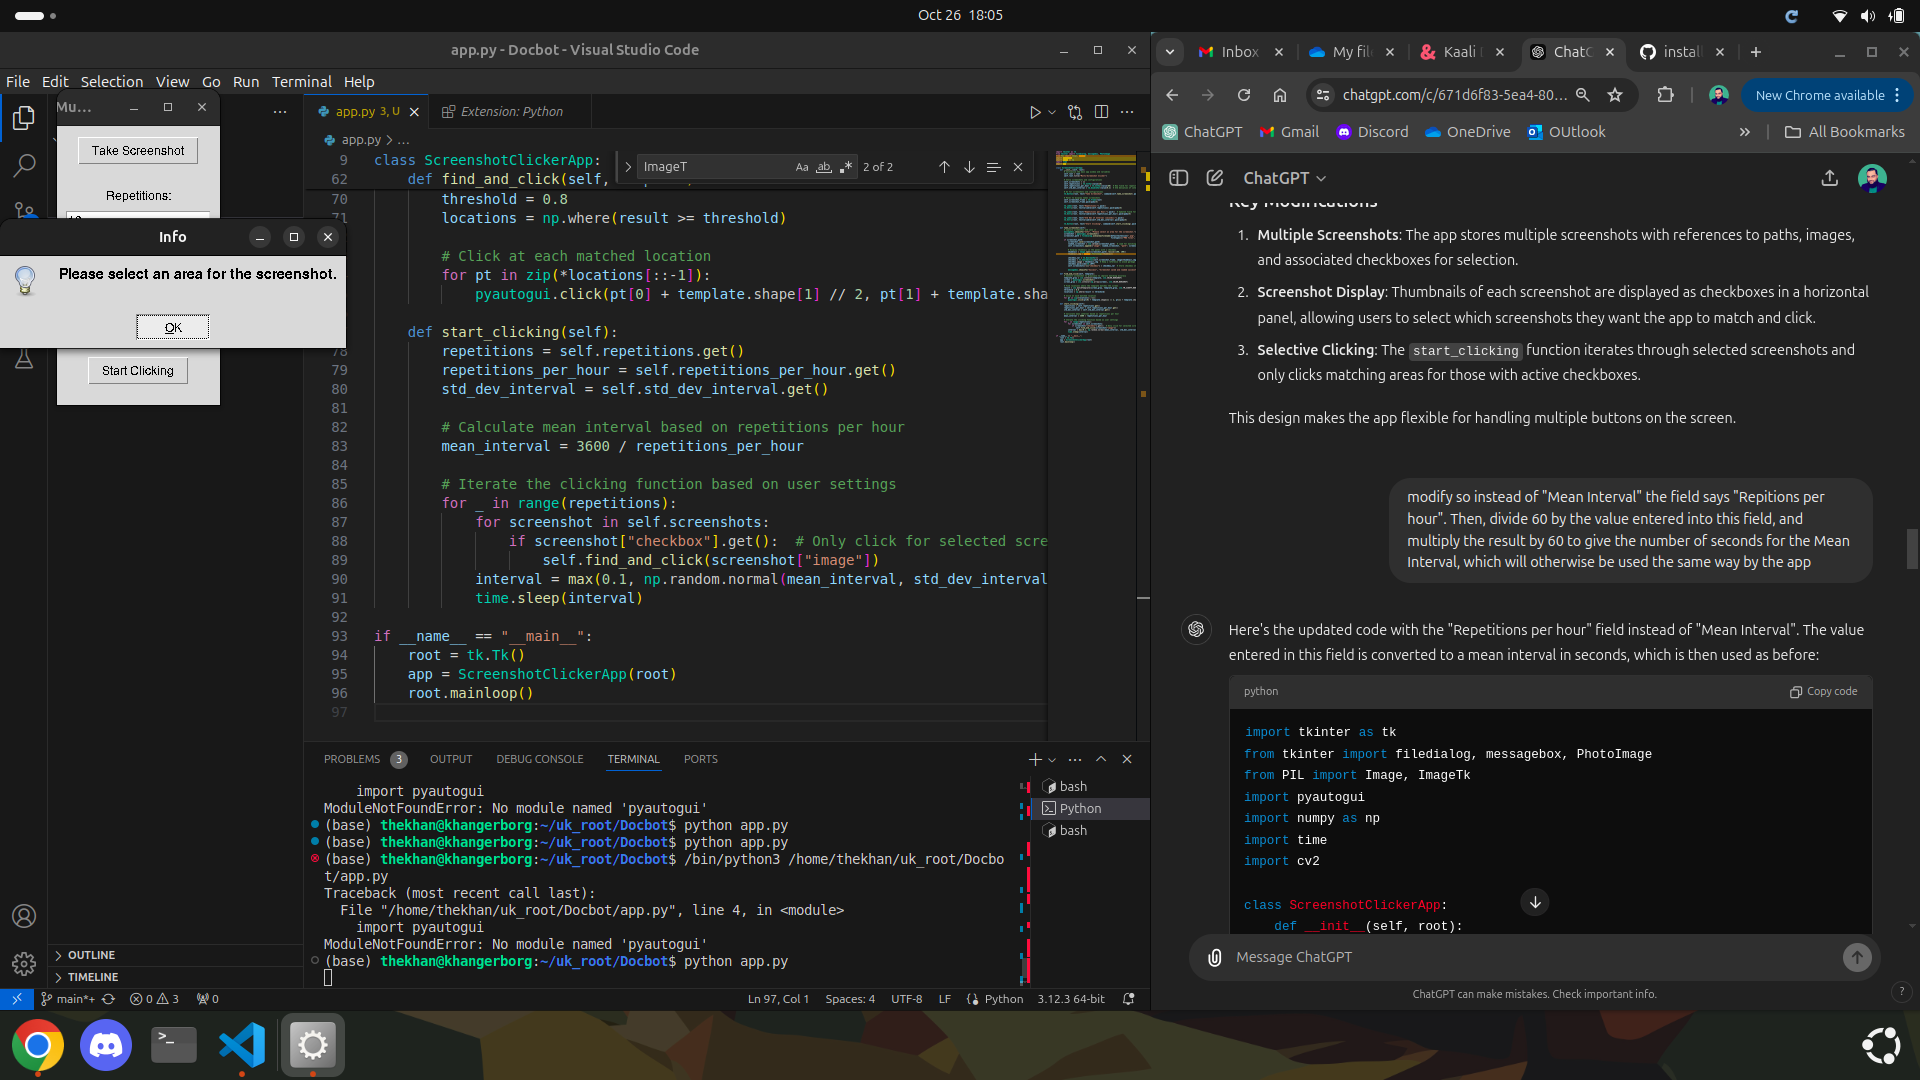 Oct 26 18:05
app.py - Docbot - Visual Studio Code
File Edit Selection View Go Run Terminal Help
Mu...
Take Screenshot
Repetitions:
Info
Please select an area for the screenshot.
OK
Start Clicking
OUTLINE
TIMELINE
app.py 3, U
Extension: Python
app.py > ...
ImageT
Aa
ab
2 of 2
9 class ScreenshotClickerApp:
62 def find_and_click(self,
70 threshold = 0.8
71 locations = np.where(result >= threshold)
# Click at each matched location
for pt in zip(*locations[::-1]):
pyautogui.click(pt[0] + template.shape[1] // 2, pt[1] + template.sha
def start_clicking(self):
78 repetitions = self.repetitions.get()
79 repetitions_per_hour = self.repetitions_per_hour.get()
80 std_dev_interval = self.std_dev_interval.get()
81
82 # Calculate mean interval based on repetitions per hour
83 mean_interval = 3600 / repetitions_per_hour
84
85 # Iterate the clicking function based on user settings
86 for _ in range(repetitions):
87 for screenshot in self.screenshots:
88 if screenshot["checkbox"].get():  # Only click for selected scre
89 self.find_and_click(screenshot["image"])
90 interval = max(0.1, np.random.normal(mean_interval, std_dev_interval
91 time.sleep(interval)
92
93 if __name__ == "__main__":
94 root = tk.Tk()
95 app = ScreenshotClickerApp(root)
96 root.mainloop()
97
PROBLEMS 3 OUTPUT DEBUG CONSOLE TERMINAL PORTS
import pyautogui
ModuleNotFoundError: No module named 'pyautogui'
(base) thekhan@khangerborg:~/uk_root/Docbot$ python app.py
(base) thekhan@khangerborg:~/uk_root/Docbot$ python app.py
(base) thekhan@khangerborg:~/uk_root/Docbot$ /bin/python3 /home/thekhan/uk_root/Docbo
t/app.py
Traceback (most recent call last):
File "/home/thekhan/uk_root/Docbot/app.py", line 4, in <module>
import pyautogui
ModuleNotFoundError: No module named 'pyautogui'
(base) thekhan@khangerborg:~/uk_root/Docbot$ python app.py
bash
Python
bash
main*+ 0 3 0
Ln 97, Col 1 Spaces: 4 UTF-8 LF Python 3.12.3 64-bit
Inbox
My fil
Kaali
ChatG
instal
chatgpt.com/c/671d6f83-5ea4-80...
New Chrome available
ChatGPT Gmail Discord OneDrive OUtlook
All Bookmarks
ChatGPT
Key Modifications
1. Multiple Screenshots: The app stores multiple screenshots with references to paths, images,
and associated checkboxes for selection.
2. Screenshot Display: Thumbnails of each screenshot are displayed as checkboxes in a horizontal
panel, allowing users to select which screenshots they want the app to match and click.
3. Selective Clicking: The start_clicking function iterates through selected screenshots and
only clicks matching areas for those with active checkboxes.
This design makes the app flexible for handling multiple buttons on the screen.
modify so instead of "Mean Interval" the field says "Repitions per
hour". Then, divide 60 by the value entered into this field, and
multiply the result by 60 to give the number of seconds for the Mean
Interval, which will otherwise be used the same way by the app
Here's the updated code with the "Repetitions per hour" field instead of "Mean Interval". The value
entered in this field is converted to a mean interval in seconds, which is then used as before:
python
Copy code
import tkinter as tk
from tkinter import filedialog, messagebox, PhotoImage
from PIL import Image, ImageTk
import pyautogui
import numpy as np
import time
import cv2
class ScreenshotClickerApp:
def __init__(self, root):
Message ChatGPT
ChatGPT can make mistakes. Check important info.
?